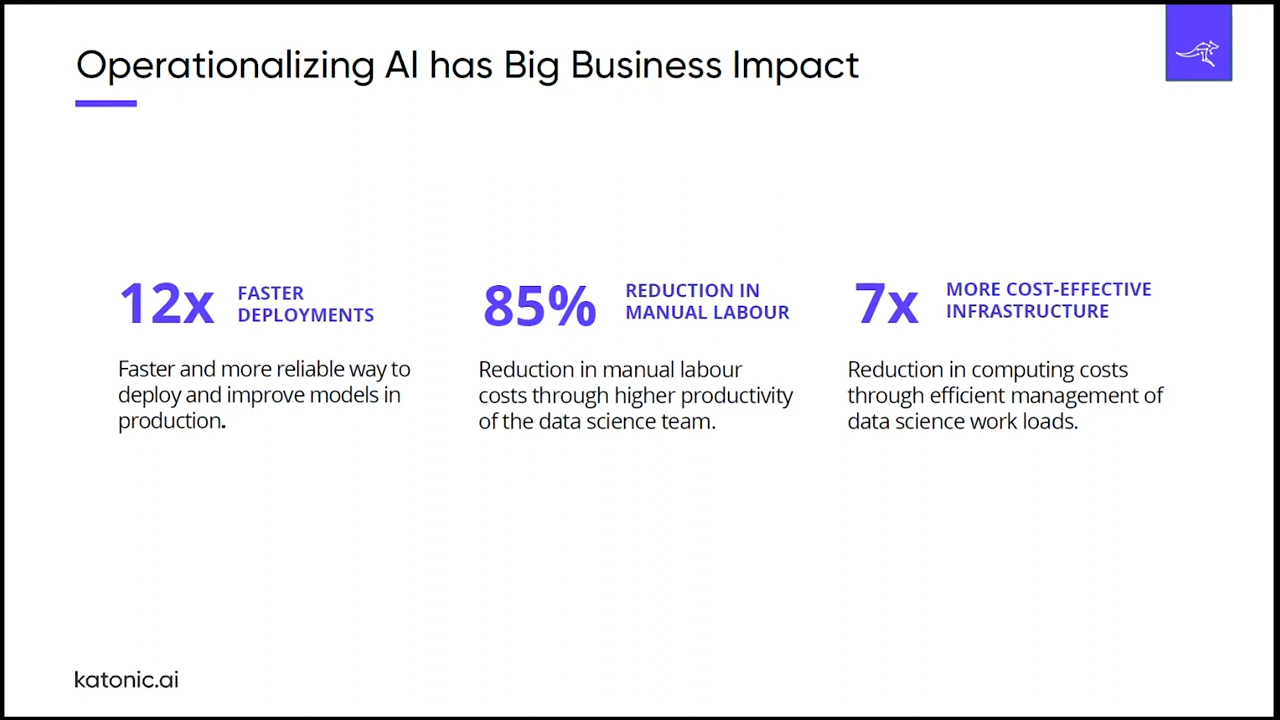 Operationalizing AI has Big Business Impact
12x
FASTER
DEPLOYMENTS
Faster and more reliable way to
deploy and improve models in
production.
85%
REDUCTION IN
MANUAL LABOUR
Reduction in manual labour
costs through higher productivity
of the data science team.
7x
MORE COST-EFFECTIVE
INFRASTRUCTURE
Reduction in computing costs
through efficient management of
data science work loads.
katonic.ai